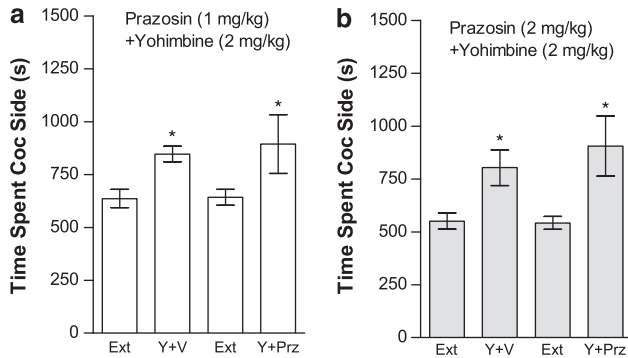 a
Prazosin (1 mg/kg)
+Yohimbine (2 mg/kg)
Time Spent Coc Side (s)
1500
1250
1000
750
500
250
0
*
*
Ext Y+V Ext Y+Prz
b
Prazosin (2 mg/kg)
+Yohimbine (2 mg/kg)
Time Spent Coc Side (s)
1500
1250
1000
750
500
250
0
*
*
Ext Y+V Ext Y+Prz